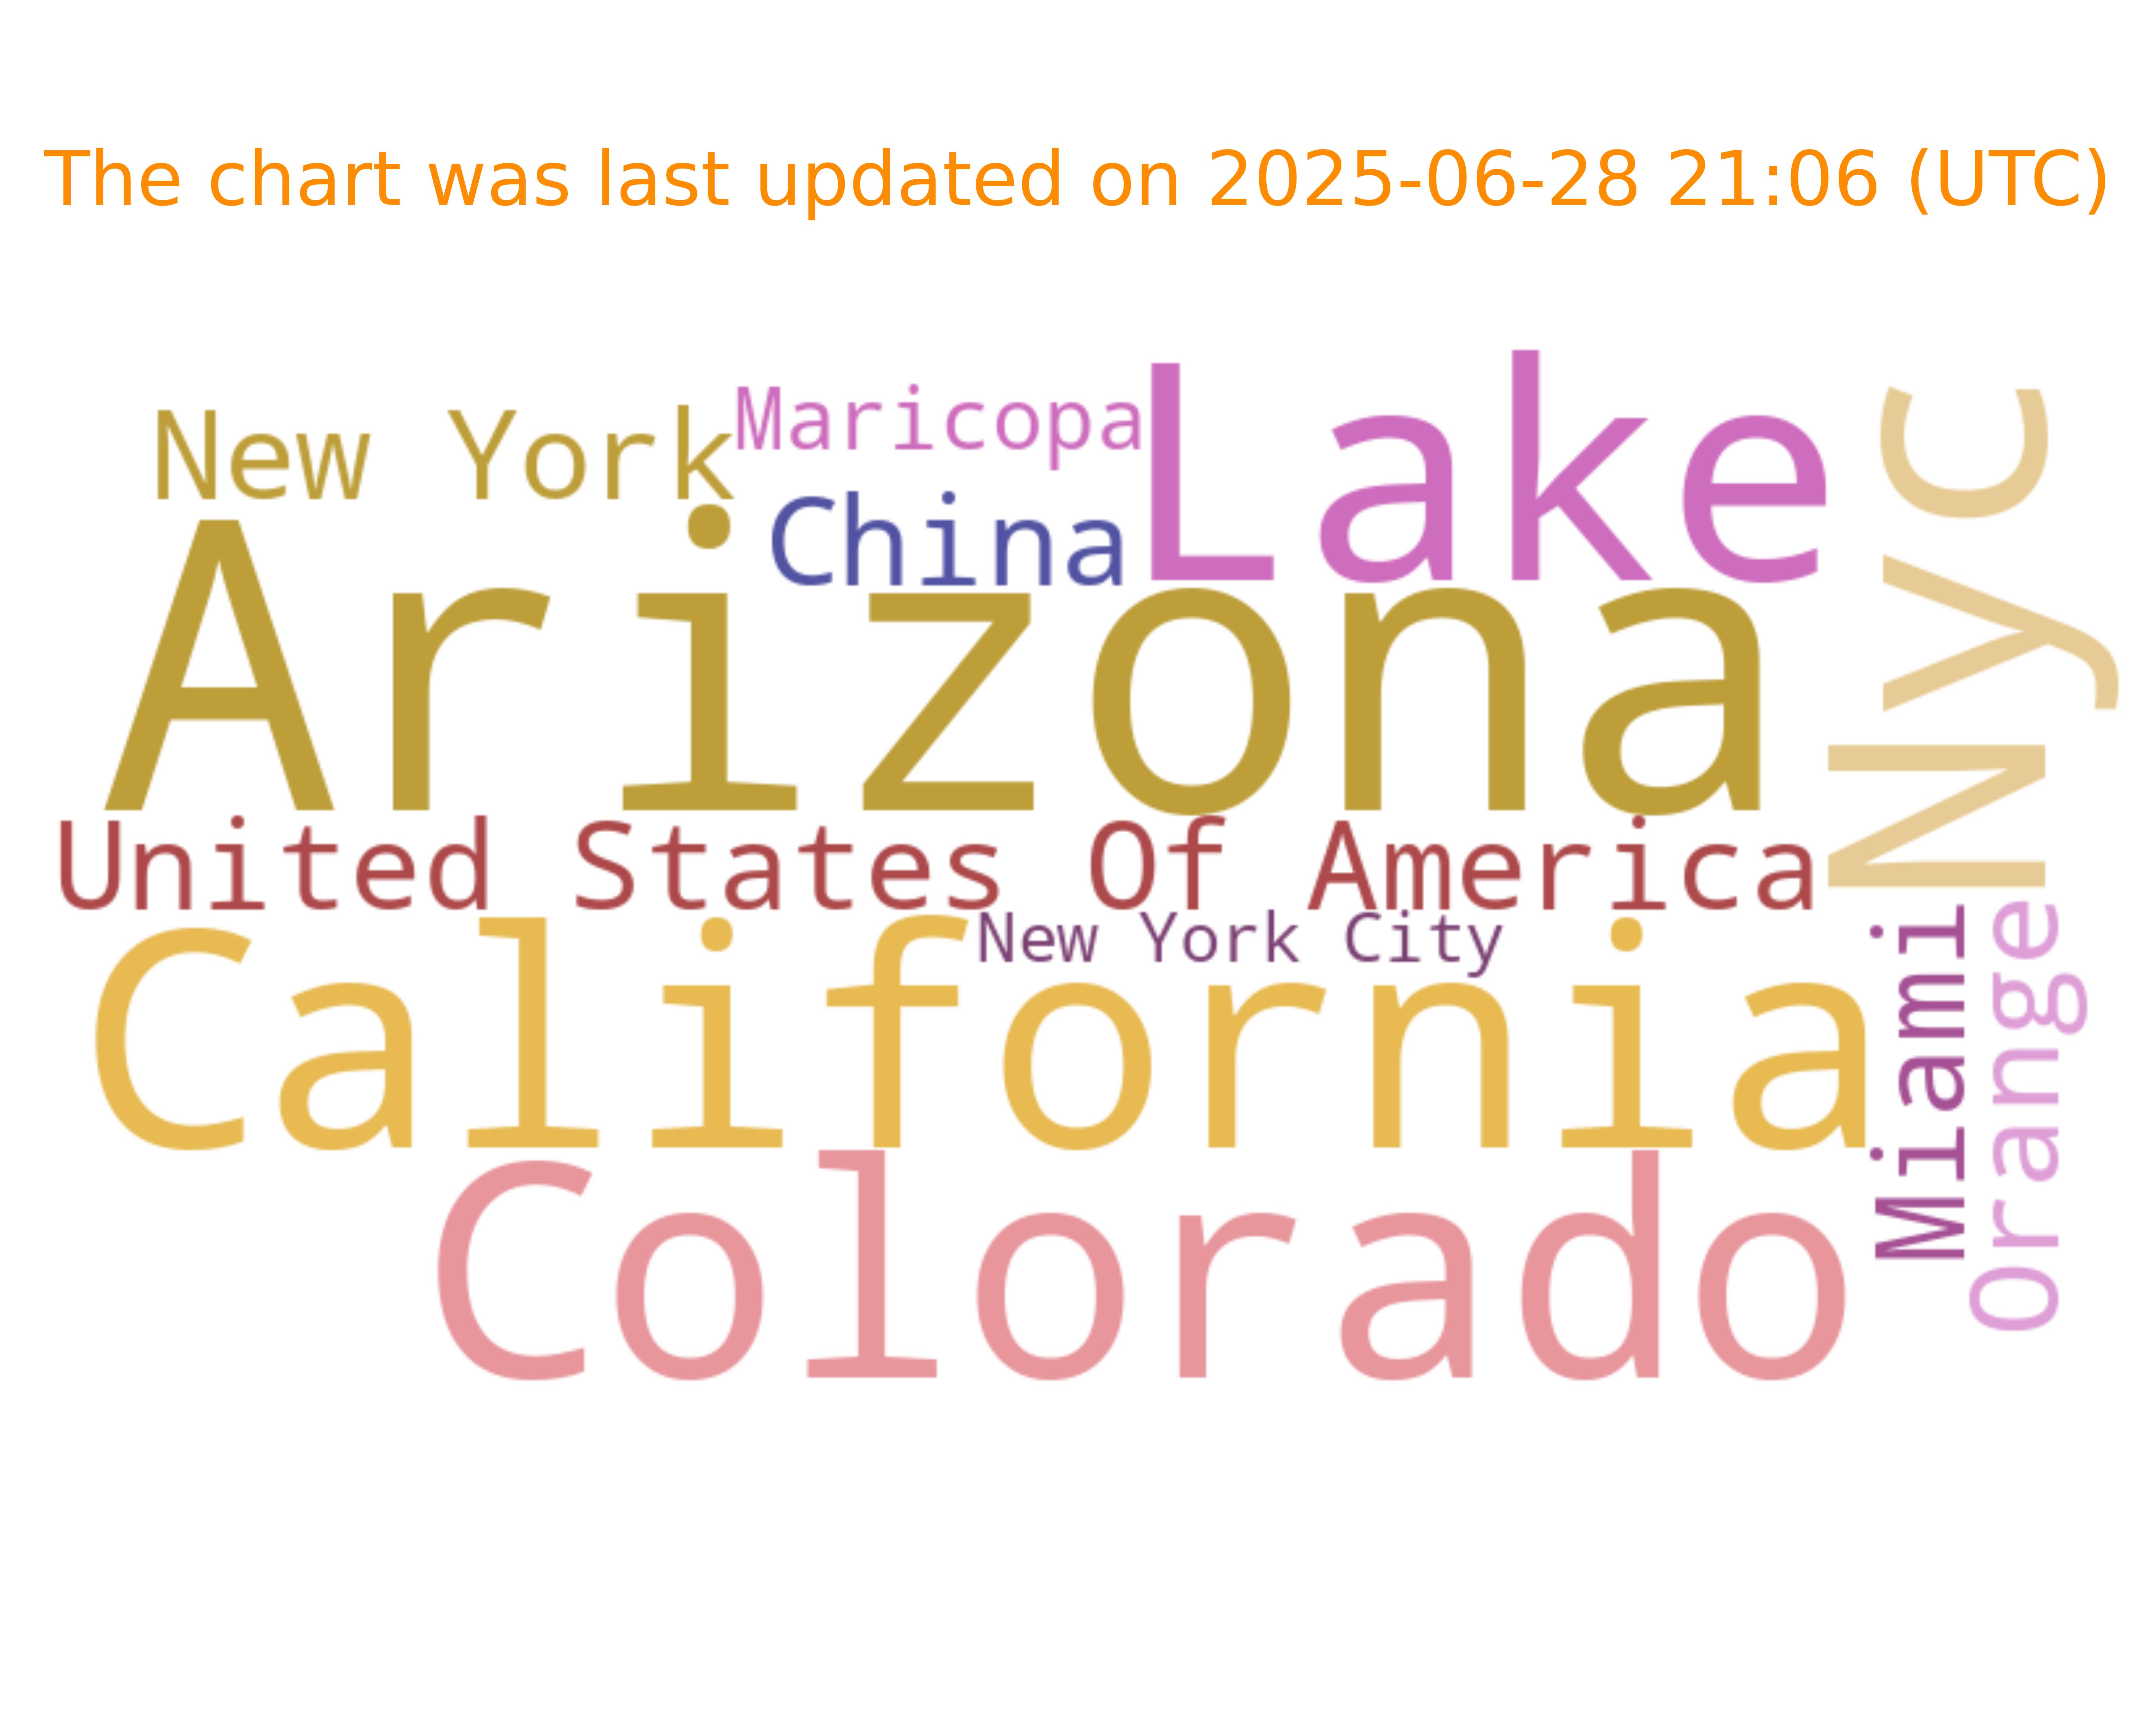 The chart was last updated on 2025-06-28 21:06 (UTC)
New York
Maricopa
Lake
China
Nyc
Arizona
United States Of America
New York City
California
Miami
Orange
Colorado